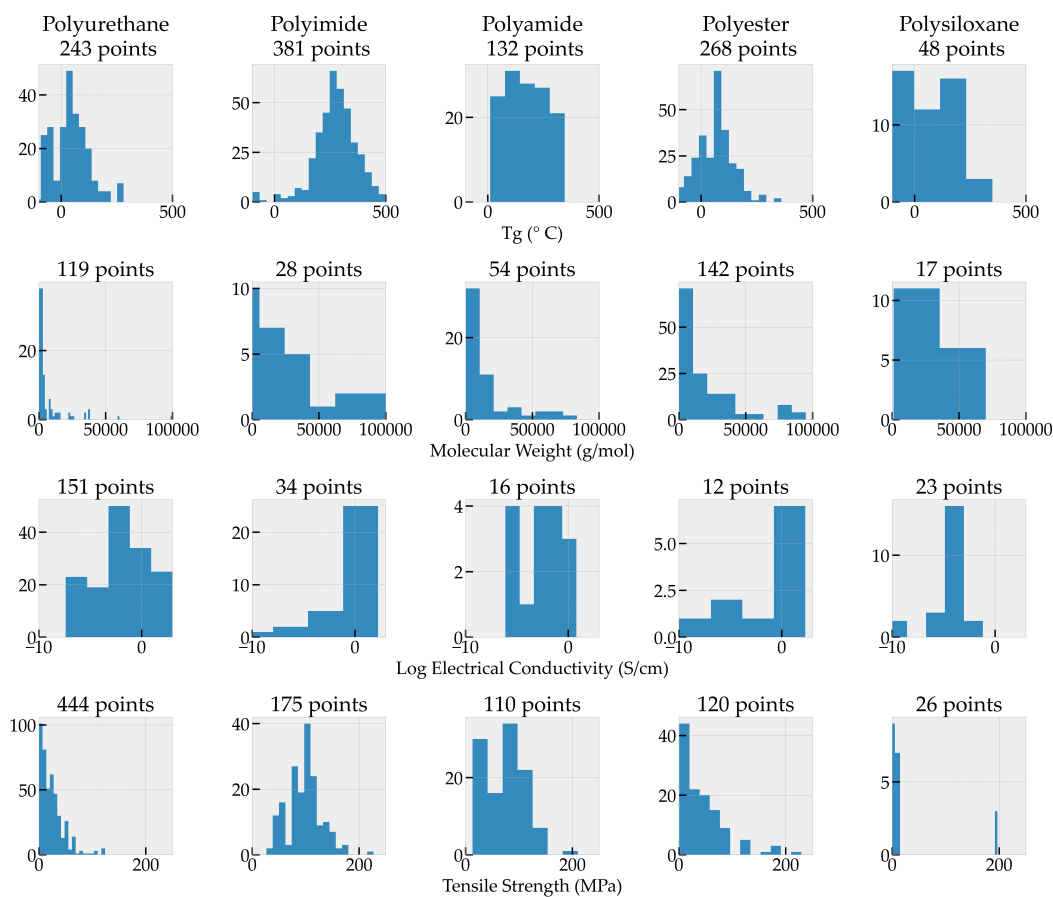 Polyurethane Polyimide Polyamide Polyester Polysiloxane
243 points 381 points 132 points 268 points 48 points
40 50 20 50 10
20 25 25
0 0 0 0 0
0 500 0 500 0 500 0 500 0 500
Tg (° C)
119 points 28 points 54 points 142 points 17 points
10 10
20 5 20 50 5
25
0 0 0 0 0
0 50000 100000 0 50000 100000 0 50000 100000 0 50000 100000 0 50000 100000
Molecular Weight (g/mol)
151 points 34 points 16 points 12 points 23 points
40 20 4 5.0 10
20 10 2 2.5
0 0 0 0.0 0
−10 0 −10 0 −10 0 −10 0 −10 0
Log Electrical Conductivity (S/cm)
444 points 175 points 110 points 120 points 26 points
100 40 40
50 20 20 20 5
0 0 0 0 0
0 200 0 200 0 200 0 200 0 200
Tensile Strength (MPa)